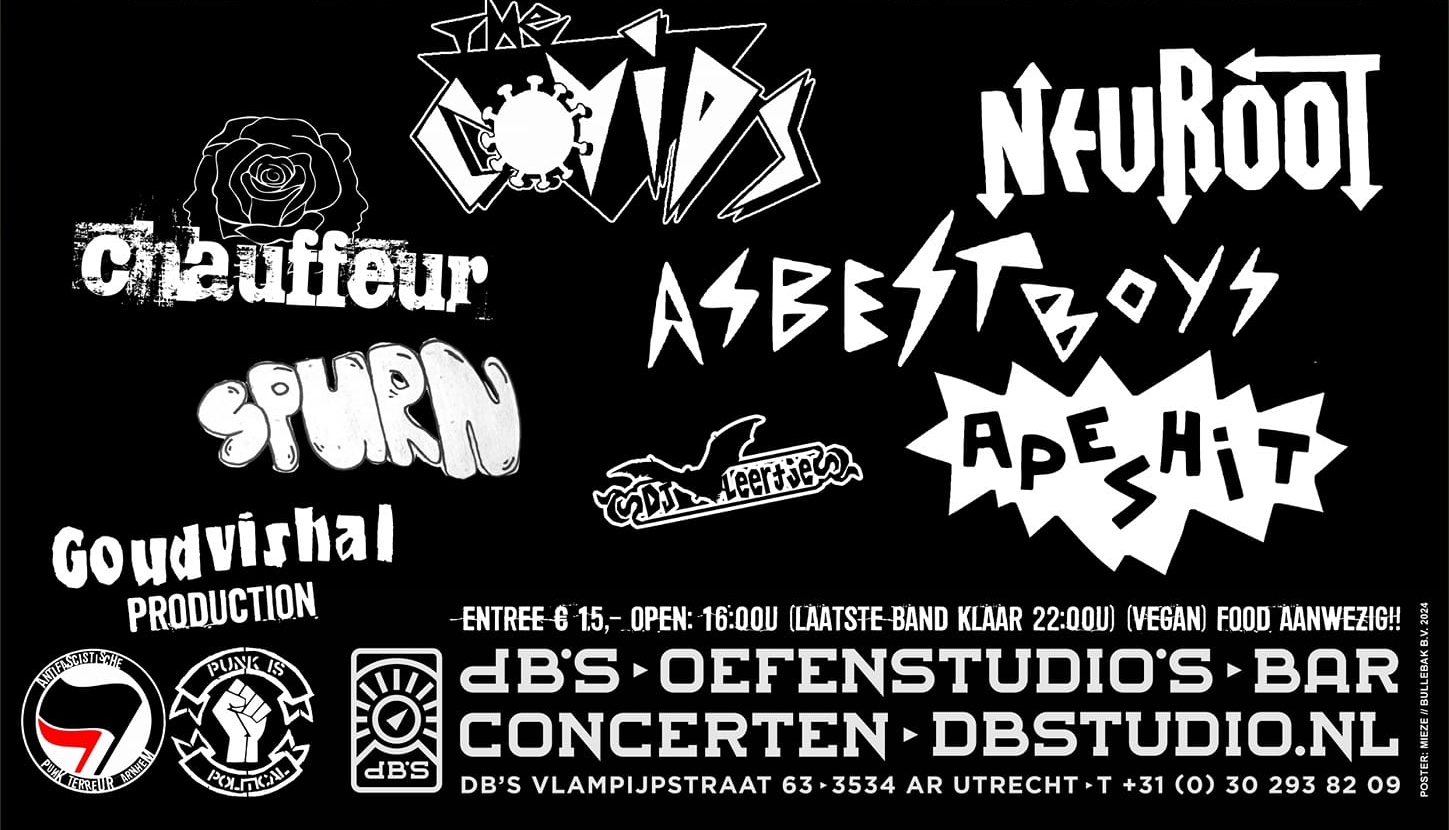 THE
COVIDS
NEUROOT
chauffeur
ASBEST BOYS
SPURN
APESHIT
DJ Leertje
Goudvishal
PRODUCTION
ENTREE € 15,- OPEN: 16:00U (LAATSTE BAND KLAAR 22:00U) (VEGAN) FOOD AANWEZIG!!
ANTIFASCISTISCHE
PUNK TERREUR ARNHEM
PUNK IS
POLITICAL
dB'S
dB'S ▸ OEFENSTUDIO'S ▸ BAR
CONCERTEN ▸ DBSTUDIO.NL
DB'S VLAMPIJPSTRAAT 63 ▸ 3534 AR UTRECHT ▸ T +31 (0) 30 293 82 09
POSTER: MIEZE // BULLEBAK B.V. 2024